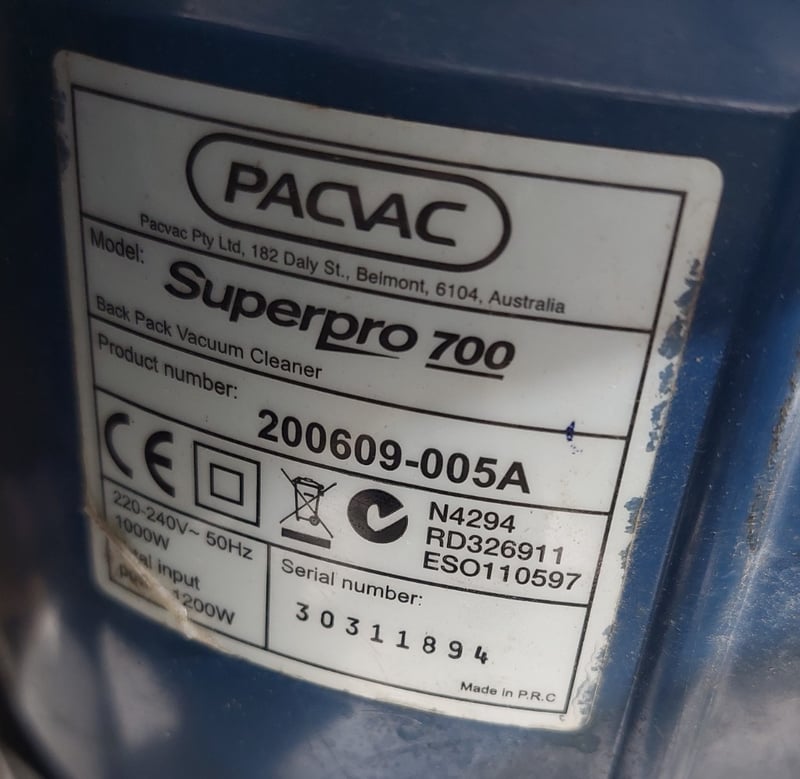 PACVAC
Pacvac Pty Ltd, 182 Daly St., Belmont, 6104, Australia
Model:
Superpro 700
Back Pack Vacuum Cleaner
Product number:
200609-005A
CE
N4294
RD326911
ESO110597
220-240V~ 50Hz
1000W
input
1200W
Serial number:
30311894
Made in P.R.C